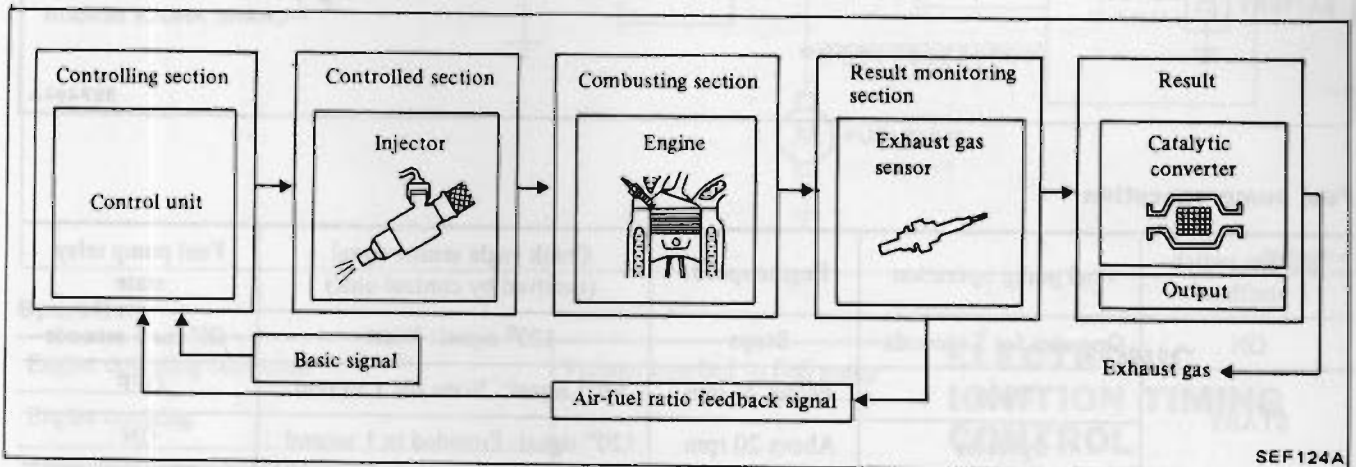 Controlling section
Control unit
Controlled section
Injector
Combusting section
Engine
Result monitoring
section
Exhaust gas
sensor
Result
Catalytic
converter
Output
Basic signal
Air-fuel ratio feedback signal
Exhaust gas
SEF124A